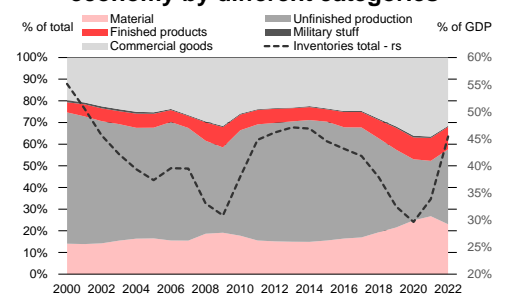 economy by different categories
% of total
Material
Unfinished production
% of GDP
Finished products
Military stuff
Commercial goods
Inventories total - rs
100%
90%
80%
70%
60%
50%
40%
30%
20%
10%
0%
60%
55%
50%
45%
40%
35%
30%
25%
20%
2000 2002 2004 2006 2008 2010 2012 2014 2016 2018 2020 2022